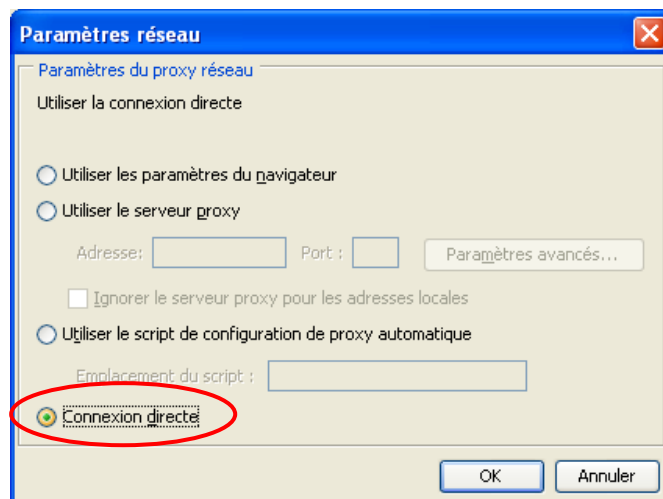 Paramètres réseau
Paramètres du proxy réseau
Utiliser la connexion directe
Utiliser les paramètres du navigateur
Utiliser le serveur proxy
Adresse: Port : Paramètres avancés...
Ignorer le serveur proxy pour les adresses locales
Utiliser le script de configuration de proxy automatique
Emplacement du script :
Connexion directe
OK Annuler